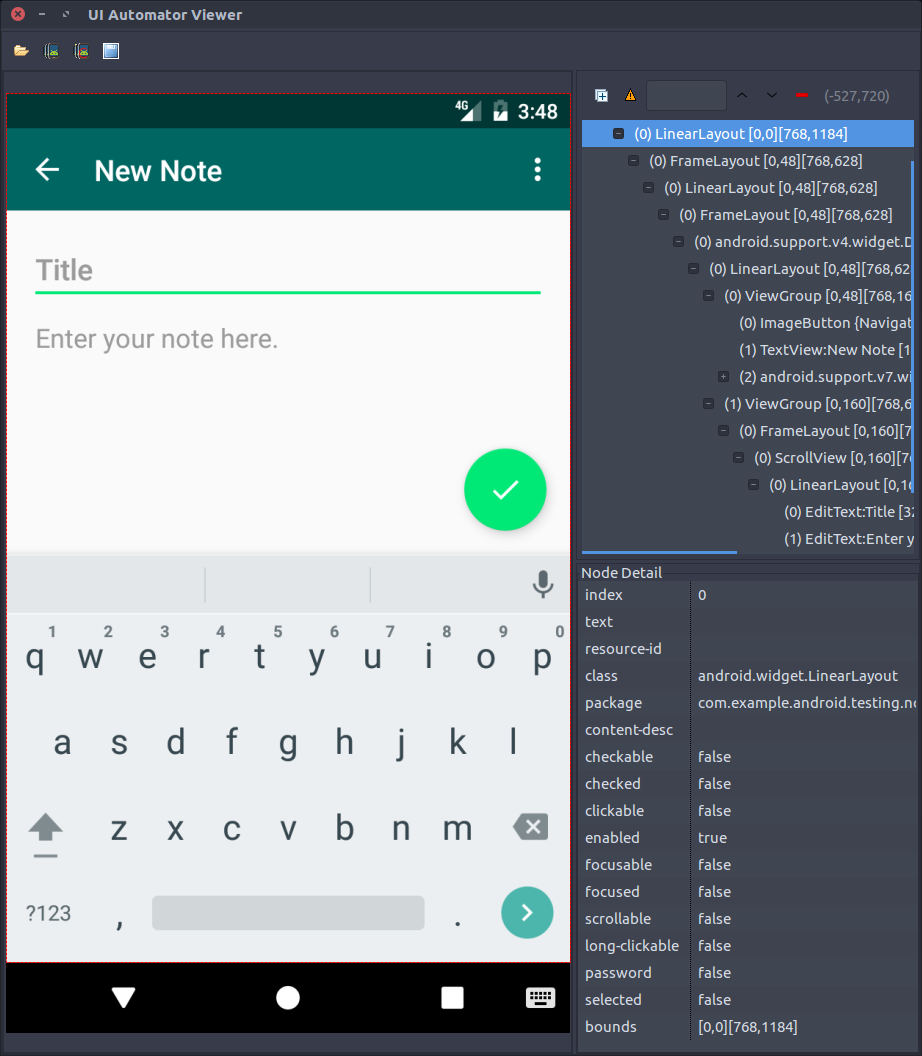 UI Automator Viewer
4G 3:48
New Note
Title
Enter your note here.
1 2 3 4 5 6 7 8 9 0
q w e r t y u i o p
a s d f g h j k l
z x c v b n m
?123 , .
(-527,720)
(0) LinearLayout [0,0][768,1184]
(0) FrameLayout [0,48][768,628]
(0) LinearLayout [0,48][768,628]
(0) FrameLayout [0,48][768,628]
(0) android.support.v4.widget.D
(0) LinearLayout [0,48][768,62
(0) ViewGroup [0,48][768,16
(0) ImageButton {Navigat
(1) TextView:New Note [1
(2) android.support.v7.wi
(1) ViewGroup [0,160][768,6
(0) FrameLayout [0,160][7
(0) ScrollView [0,160][76
(0) LinearLayout [0,16
(0) EditText:Title [32
(1) EditText:Enter y
Node Detail
index 0
text
resource-id
class android.widget.LinearLayout
package com.example.android.testing.no
content-desc
checkable false
checked false
clickable false
enabled true
focusable false
focused false
scrollable false
long-clickable false
password false
selected false
bounds [0,0][768,1184]